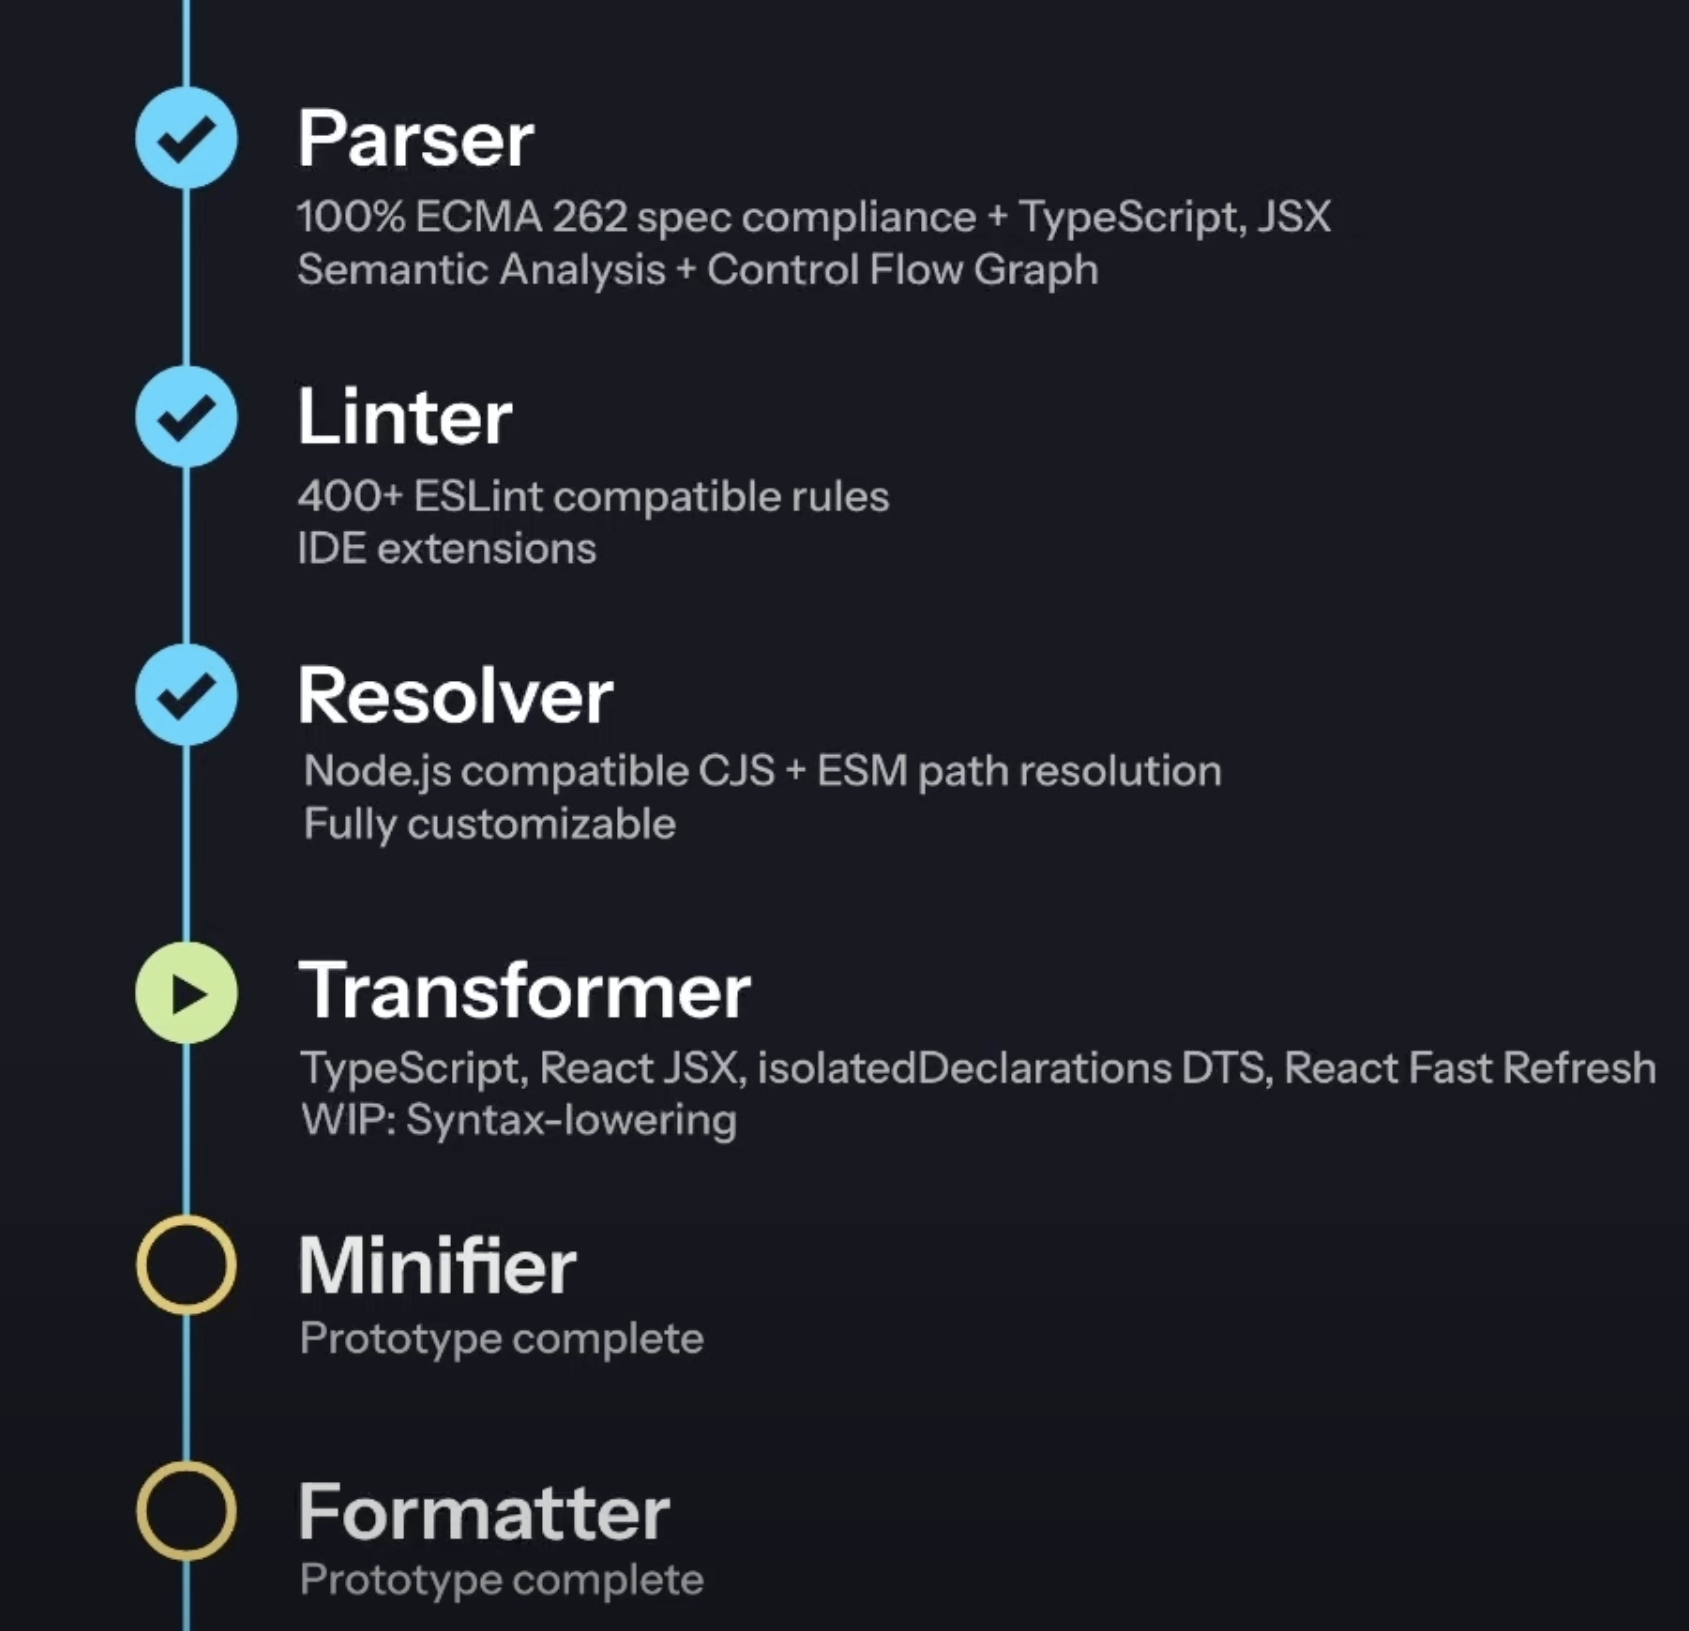 Parser
100% ECMA 262 spec compliance + TypeScript, JSX
Semantic Analysis + Control Flow Graph
Linter
400+ ESLint compatible rules
IDE extensions
Resolver
Node.js compatible CJS + ESM path resolution
Fully customizable
Transformer
TypeScript, React JSX, isolatedDeclarations DTS, React Fast Refresh
WIP: Syntax-lowering
Minifier
Prototype complete
Formatter
Prototype complete